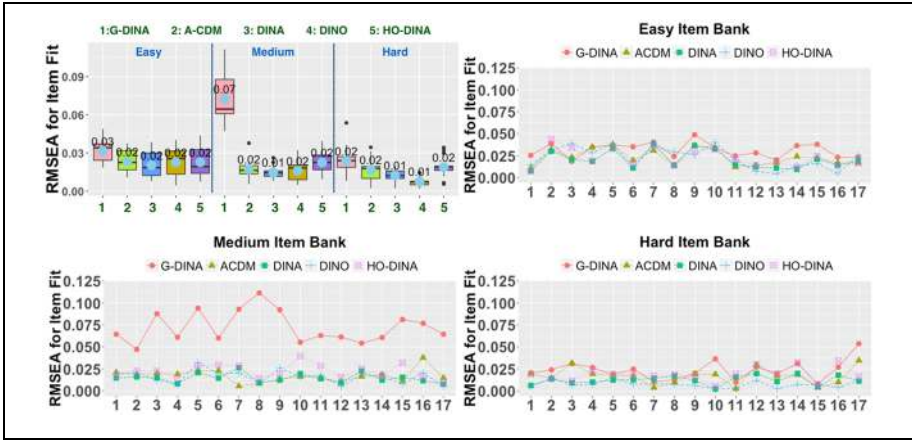 1:G-DINA 2: A-CDM 3: DINA 4: DINO 5: HO-DINA
Easy Medium Hard
RMSEA for Item Fit
0.09
0.06
0.03
0.00
0.03 0.02 0.02 0.02 0.02 0.07 0.02 0.01 0.02 0.02 0.02 0.02 0.01 0.01 0.02
1 2 3 4 5 1 2 3 4 5 1 2 3 4 5
Easy Item Bank
G-DINA ACDM DINA DINO HO-DINA
RMSEA for Item Fit
0.125
0.100
0.075
0.050
0.025
0.000
1 2 3 4 5 6 7 8 9 10 11 12 13 14 15 16 17
Medium Item Bank
G-DINA ACDM DINA DINO HO-DINA
RMSEA for Item Fit
0.125
0.100
0.075
0.050
0.025
0.000
1 2 3 4 5 6 7 8 9 10 11 12 13 14 15 16 17
Hard Item Bank
G-DINA ACDM DINA DINO HO-DINA
RMSEA for Item Fit
0.125
0.100
0.075
0.050
0.025
0.000
1 2 3 4 5 6 7 8 9 10 11 12 13 14 15 16 17